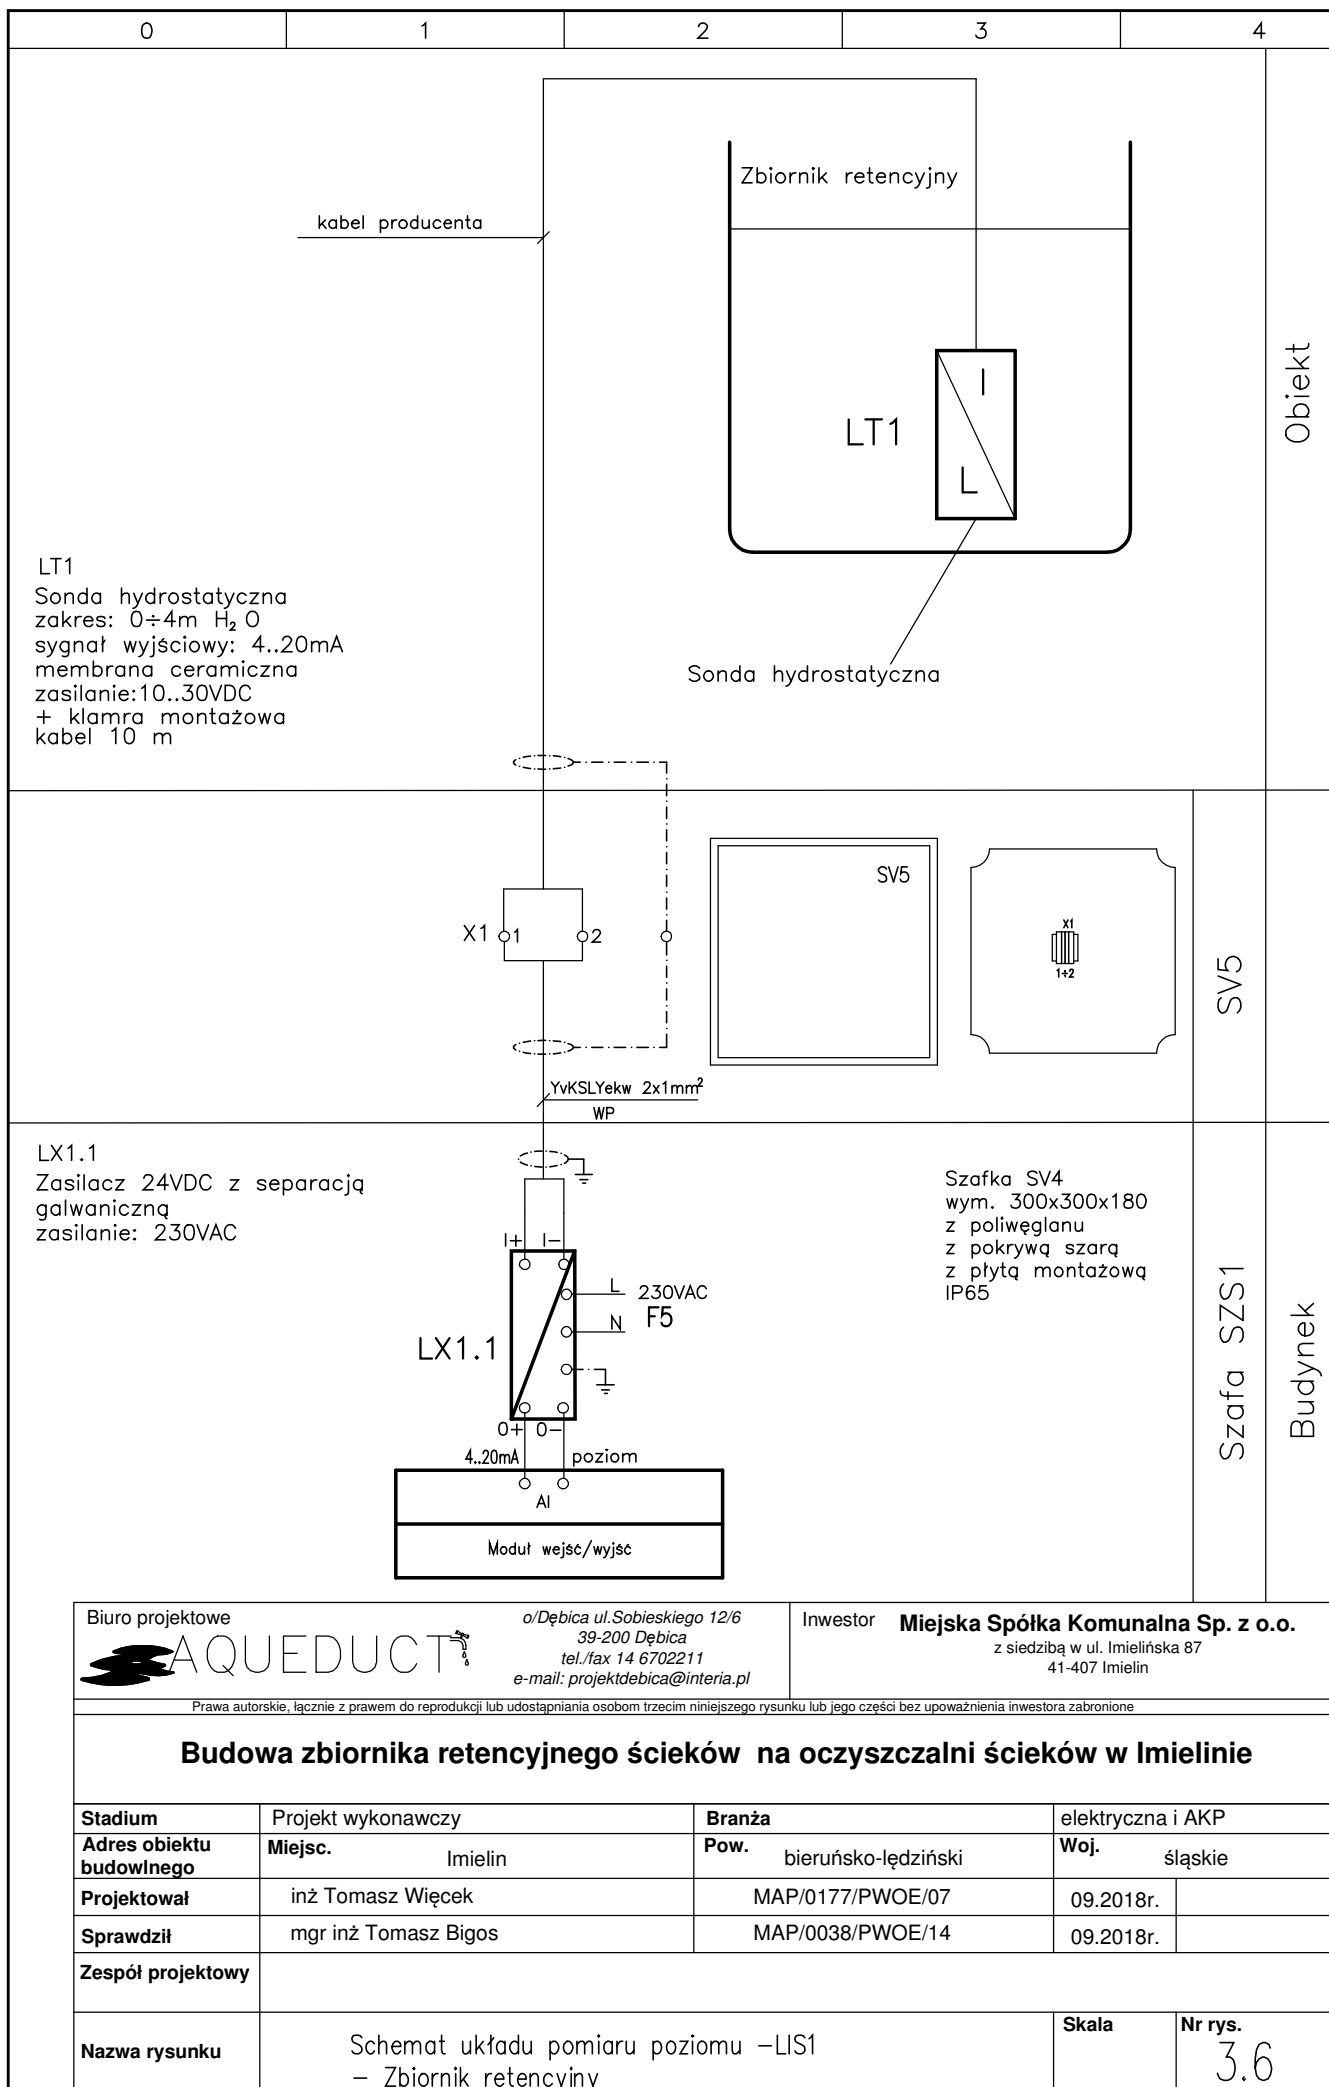 0 1 2 3 4
Zbiornik retencyjny
kabel producenta
I
LT1
L
Obiekt
LT1
Sonda hydrostatyczna
zakres: 0÷4m H₂O
sygnał wyjściowy: 4..20mA
membrana ceramiczna
zasilanie:10..30VDC
+ klamra montażowa
kabel 10 m
Sonda hydrostatyczna
SV5
X1 1 2
X1
1÷2
SV5
YvKSLYekw 2x1mm²
WP
LX1.1
Zasilacz 24VDC z separacją
galwaniczną
zasilanie: 230VAC
Szafka SV4
wym. 300x300x180
z poliwęglanu
z pokrywą szarą
z płytą montażową
IP65
I+ I-
L 230VAC
N F5
LX1.1
O+ O-
4..20mA poziom
AI
Moduł wejść/wyjść
Szafa SZS1
Budynek
Biuro projektowe
AQUEDUCT
o/Dębica ul.Sobieskiego 12/6
39-200 Dębica
tel./fax 14 6702211
e-mail: projektdebica@interia.pl
Inwestor Miejska Spółka Komunalna Sp. z o.o.
z siedzibą w ul. Imielińska 87
41-407 Imielin
Prawa autorskie, łącznie z prawem do reprodukcji lub udostąpniania osobom trzecim niniejszego rysunku lub jego części bez upoważnienia inwestora zabronione
Budowa zbiornika retencyjnego ścieków na oczyszczalni ścieków w Imielinie
Stadium Projekt wykonawczy Branża elektryczna i AKP
Adres obiektu
budowlnego
Miejsc. Imielin Pow. bieruńsko-lędziński Woj. śląskie
Projektował inż Tomasz Więcek MAP/0177/PWOE/07 09.2018r.
Sprawdził mgr inż Tomasz Bigos MAP/0038/PWOE/14 09.2018r.
Zespół projektowy
Nazwa rysunku
Schemat układu pomiaru poziomu -LIS1
- Zbiornik retencyjny
Skala
Nr rys.
3.6